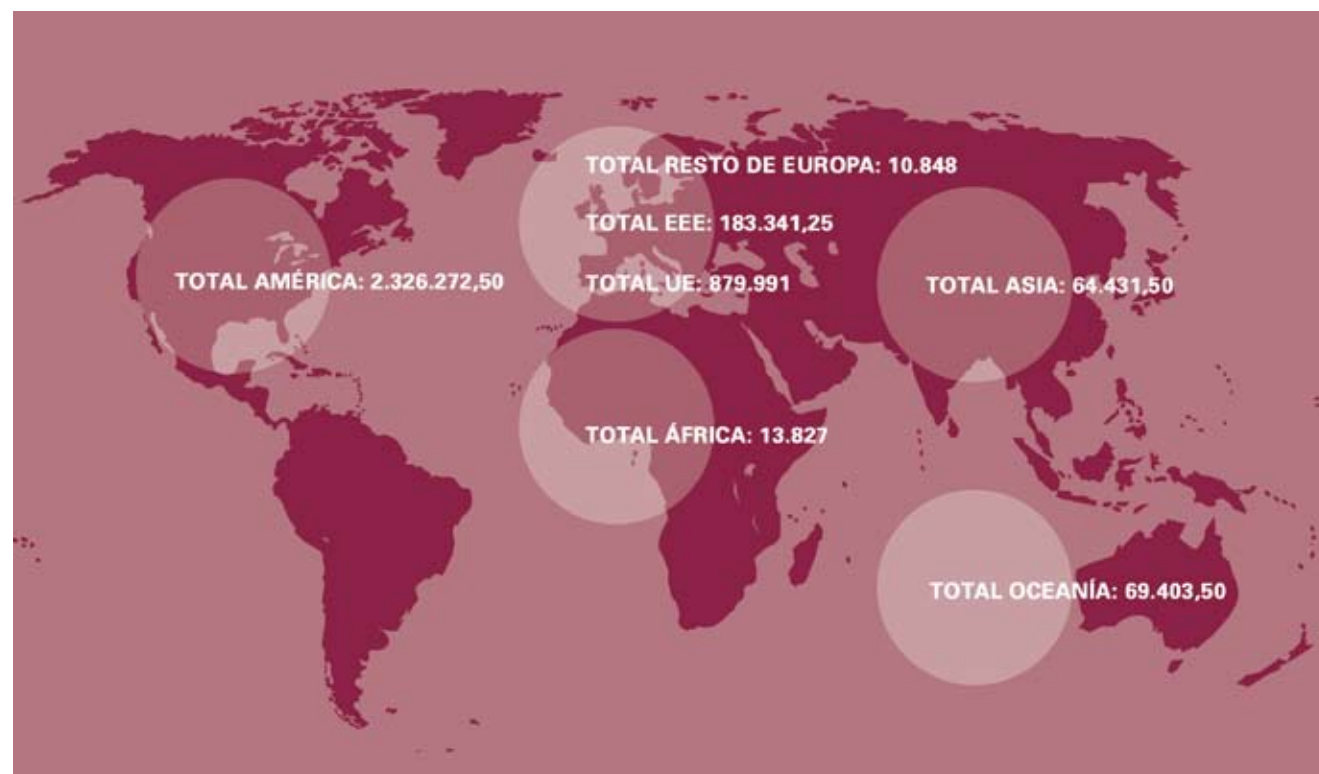 TOTAL RESTO DE EUROPA: 10.848
TOTAL EEE: 183.341,25
TOTAL UE: 879.991
TOTAL AMÉRICA: 2.326.272,50
TOTAL ASIA: 64.431,50
TOTAL ÁFRICA: 13.827
TOTAL OCEANÍA: 69.403,50